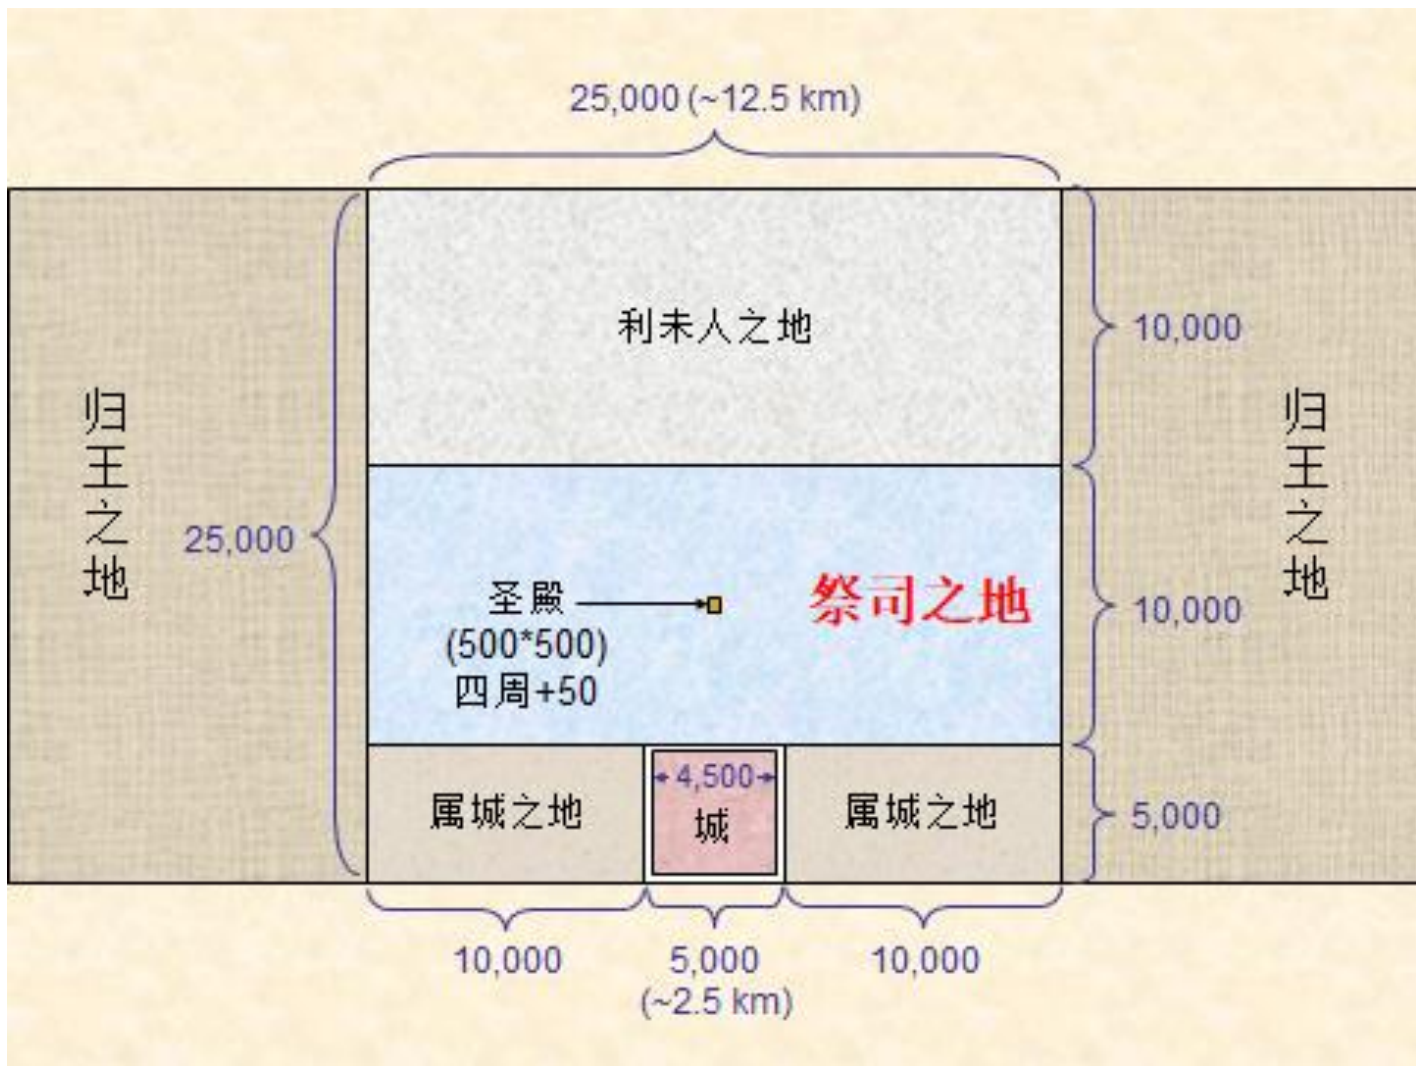 25,000 (~12.5 km)
利未人之地
10,000
归王之地
归王之地
25,000
圣殿
(500*500)
四周+50
祭司之地
10,000
4,500
属城之地
城
属城之地
5,000
10,000
5,000
(~2.5 km)
10,000